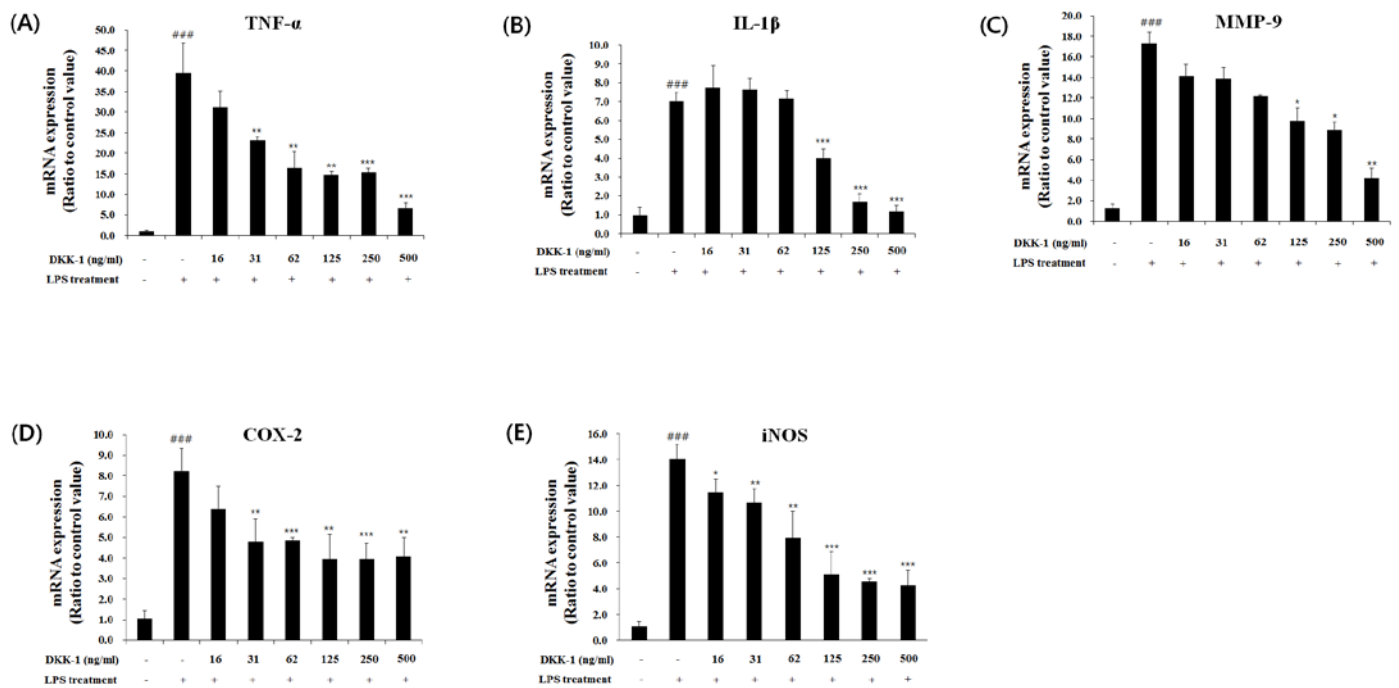 (A)
TNF-α
mRNA expression
(Ratio to control value)
50.0
45.0
40.0
35.0
30.0
25.0
20.0
15.0
10.0
5.0
0.0
###
**
**
**
***
***
DKK-1 (ng/ml) - - 16 31 62 125 250 500
LPS treatment - + + + + + + +
(B)
IL-1β
mRNA expression
(Ratio to control value)
10.0
9.0
8.0
7.0
6.0
5.0
4.0
3.0
2.0
1.0
0.0
###
***
***
***
DKK-1 (ng/ml) - - 16 31 62 125 250 500
LPS treatment - + + + + + + +
(C)
MMP-9
mRNA expression
(Ratio to control value)
20.0
18.0
16.0
14.0
12.0
10.0
8.0
6.0
4.0
2.0
0.0
###
*
*
**
DKK-1 (ng/ml) - - 16 31 62 125 250 500
LPS treatment - + + + + + + +
(D)
COX-2
mRNA expression
(Ratio to control value)
10.0
9.0
8.0
7.0
6.0
5.0
4.0
3.0
2.0
1.0
0.0
###
**
***
**
***
**
DKK-1 (ng/ml) - - 16 31 62 125 250 500
LPS treatment - + + + + + + +
(E)
iNOS
mRNA expression
(Ratio to control value)
16.0
14.0
12.0
10.0
8.0
6.0
4.0
2.0
0.0
###
*
**
**
***
***
***
DKK-1 (ng/ml) - - 16 31 62 125 250 500
LPS treatment - + + + + + + +